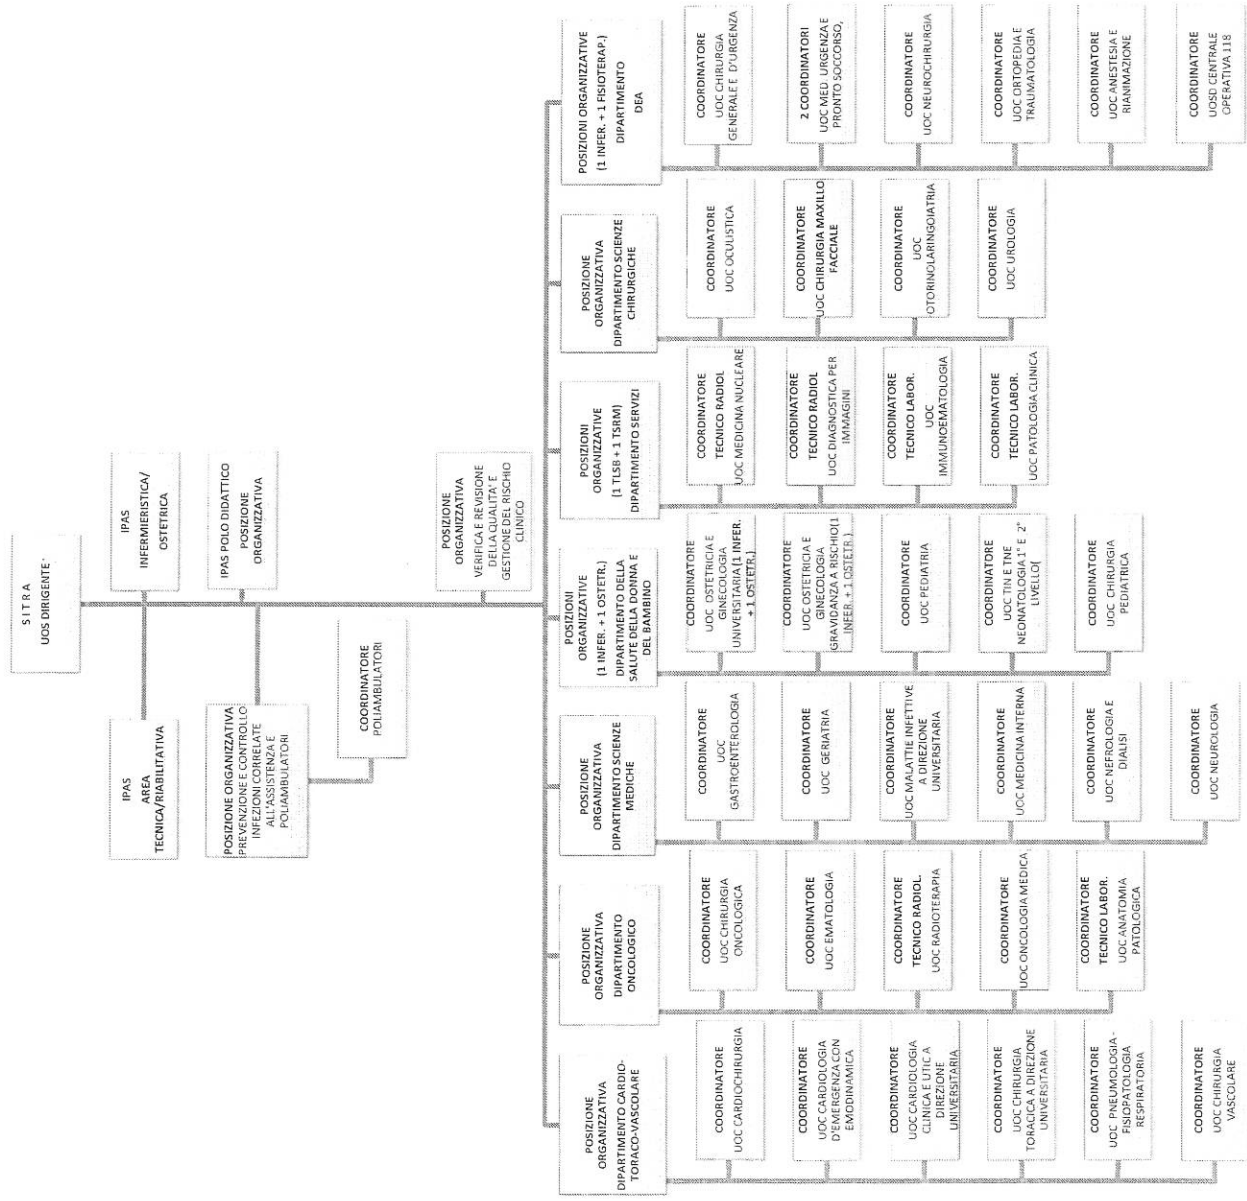 S I T R A
UOS DIRIGENTE
IPAS
AREA
TECNICA/RIABILITATIVA
IPAS
INFERMIERISTICA/
OSTETRICA
POSIZIONE ORGANIZZATIVA
PREVENZIONE E CONTROLLO
INFEZIONI CORRELATE
ALL'ASSISTENZA E
POLIAMBULATORI
IPAS POLO DIDATTICO
POSIZIONE
ORGANIZZATIVA
COORDINATORE
POLIAMBULATORI
POSIZIONE
ORGANIZZATIVA
VERIFICA E REVISIONE
DELLA QUALITA' E
GESTIONE DEL RISCHIO
CLINICO
POSIZIONE
ORGANIZZATIVA
DIPARTIMENTO CARDIO-
TORACO-VASCOLARE
COORDINATORE
UOC CARDIOCHIRURGIA
COORDINATORE
UOC CARDIOLOGIA
D'EMERGENZA CON
EMODINAMICA
COORDINATORE
UOC CARDIOLOGIA
CLINICA E UTIC A
DIREZIONE
UNIVERSITARIA
COORDINATORE
UOC CHIRURGIA
TORACICA A DIREZIONE
UNIVERSITARIA
COORDINATORE
UOC PNEUMOLOGIA -
FISIOPATOLOGIA
RESPIRATORIA
COORDINATORE
UOC CHIRURGIA
VASCOLARE
POSIZIONE
ORGANIZZATIVA
DIPARTIMENTO
ONCOLOGICO
COORDINATORE
UOC CHIRURGIA
ONCOLOGICA
COORDINATORE
UOC EMATOLOGIA
COORDINATORE
TECNICO RADIOL.
UOC RADIOTERAPIA
COORDINATORE
UOC ONCOLOGIA MEDICA
COORDINATORE
TECNICO LABOR.
UOC ANATOMIA
PATOLOGICA
POSIZIONE
ORGANIZZATIVA
DIPARTIMENTO SCIENZE
MEDICHE
COORDINATORE
UOC
GASTROENTEROLOGIA
COORDINATORE
UOC GERIATRIA
COORDINATORE
UOC MALATTIE INFETTIVE
A DIREZIONE
UNIVERSITARIA
COORDINATORE
UOC MEDICINA INTERNA
COORDINATORE
UOC NEFROLOGIA E
DIALISI
COORDINATORE
UOC NEUROLOGIA
POSIZIONI
ORGANIZZATIVE
(1 INFER. + 1 OSTETR.)
DIPARTIMENTO DELLA
SALUTE DELLA DONNA E
DEL BAMBINO
COORDINATORE
UOC OSTETRICIA E
GINECOLOGIA
UNIVERSITARIA (1 INFER.
+ 1 OSTETR,)
COORDINATORE
UOC OSTETRICIA E
GINECOLOGIA
GRAVIDANZA A RISCHIO(1
INFER. + 1 OSTETR )
COORDINATORE
UOC PEDIATRIA
COORDINATORE
UOC TIN E TNE
NEONATOLOGIA 1° E 2°
LIVELLO(
COORDINATORE
UOC CHIRURGIA
PEDIATRICA
POSIZIONI
ORGANIZZATIVE
(1 TLSB + 1 TSRM)
DIPARTIMENTO SERVIZI
COORDINATORE
TECNICO RADIOL
UOC MEDICINA NUCLEARE
COORDINATORE
TECNICO RADIOL
UOC DIAGNOSTICA PER
IMMAGINI
COORDINATORE
TECNICO LABOR.
UOC
IMMUNOEMATOLOGIA
COORDINATORE
TECNICO LABOR.
UOC PATOLOGIA CLINICA
POSIZIONE
ORGANIZZATIVA
DIPARTIMENTO SCIENZE
CHIRURGICHE
COORDINATORE
UOC OCULISTICA
COORDINATORE
UOC CHIRURGIA MAXILLO
FACCIALE
COORDINATORE
UOC
OTORINOLARINGOIATRIA
COORDINATORE
UOC UROLOGIA
POSIZIONI ORGANIZZATIVE
(1 INFER. + 1 FISIOTERAP.)
DIPARTIMENTO
DEA
COORDINATORE
UOC CHIRURGIA
GENERALE E D'URGENZA
2 COORDINATORI
UOC MED. URGENZA E
PRONTO SOCCORSO,
COORDINATORE
UOC NEUROCHIRURGIA
COORDINATORE
UOC ORTOPEDIA E
TRAUMATOLOGIA
COORDINATORE
UOC ANESTESIA E
RIANIMAZIONE
COORDINATORE
UOSD CENTRALE
OPERATIVA 118